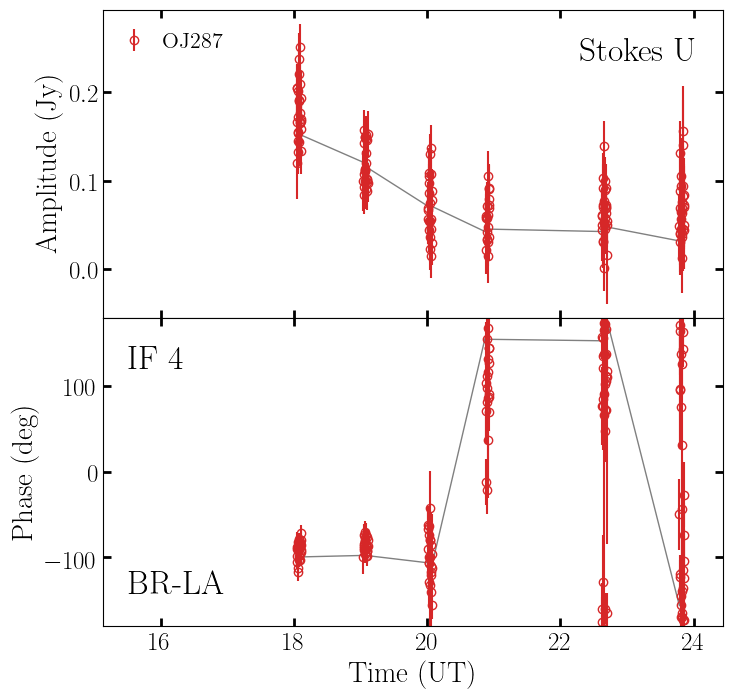 OJ287
Stokes U
Amplitude (Jy)
0.2
0.1
0.0
IF 4
BR-LA
Phase (deg)
100
0
−100
16 18 20 22 24
Time (UT)